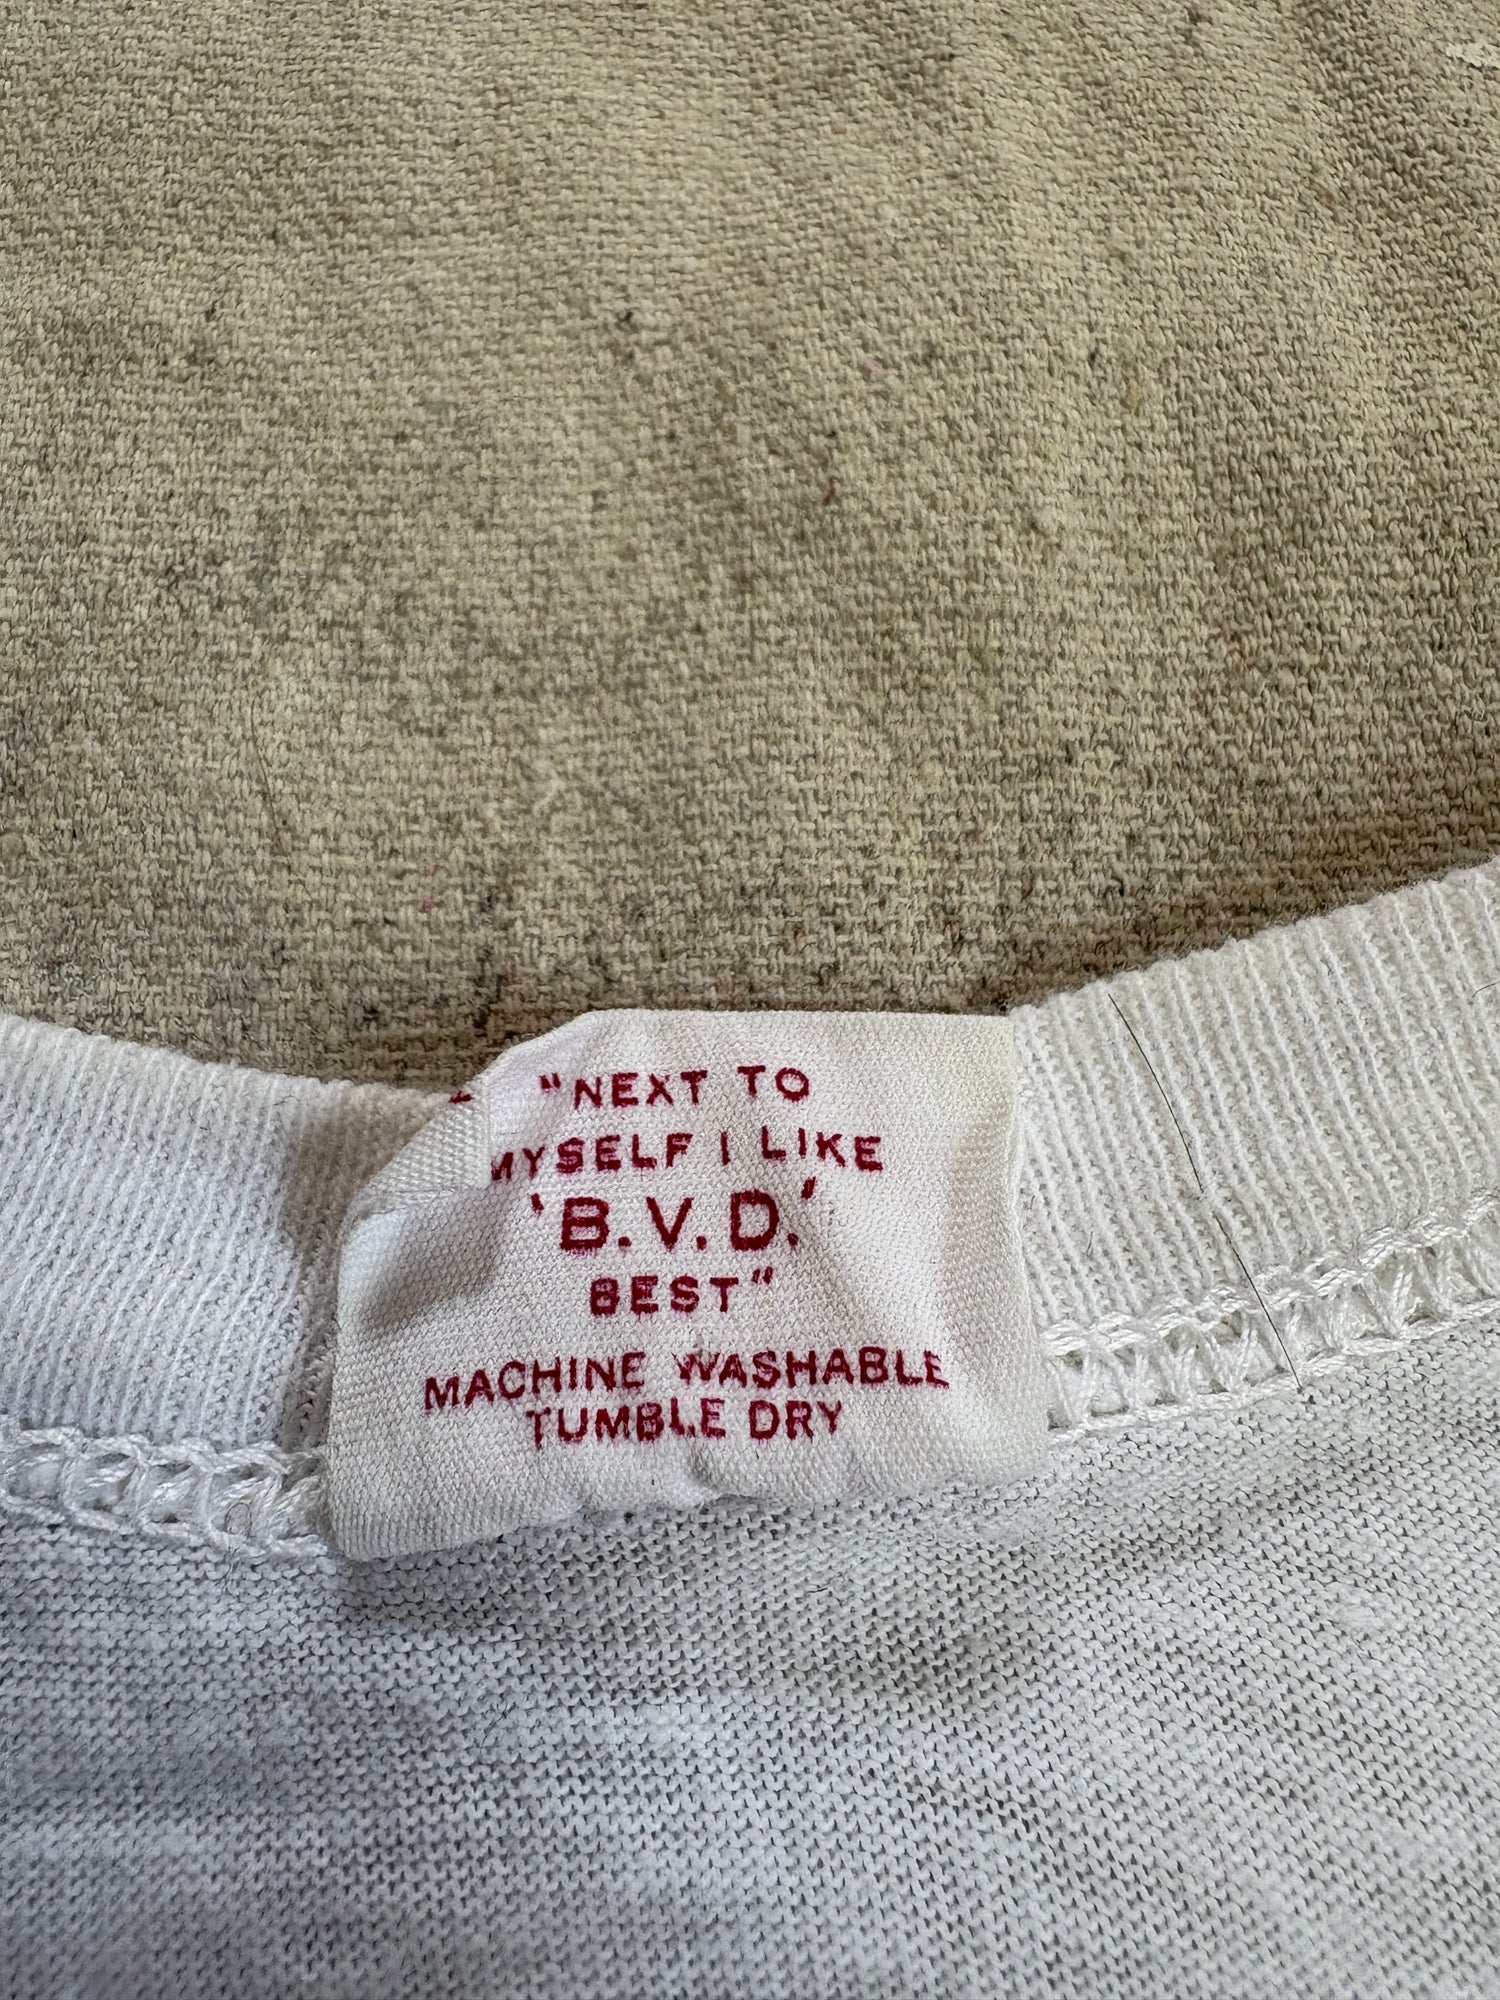 "NEXT TO
MYSELF I LIKE
'B.V.D.'
BEST"
MACHINE WASHABLE
TUMBLE DRY